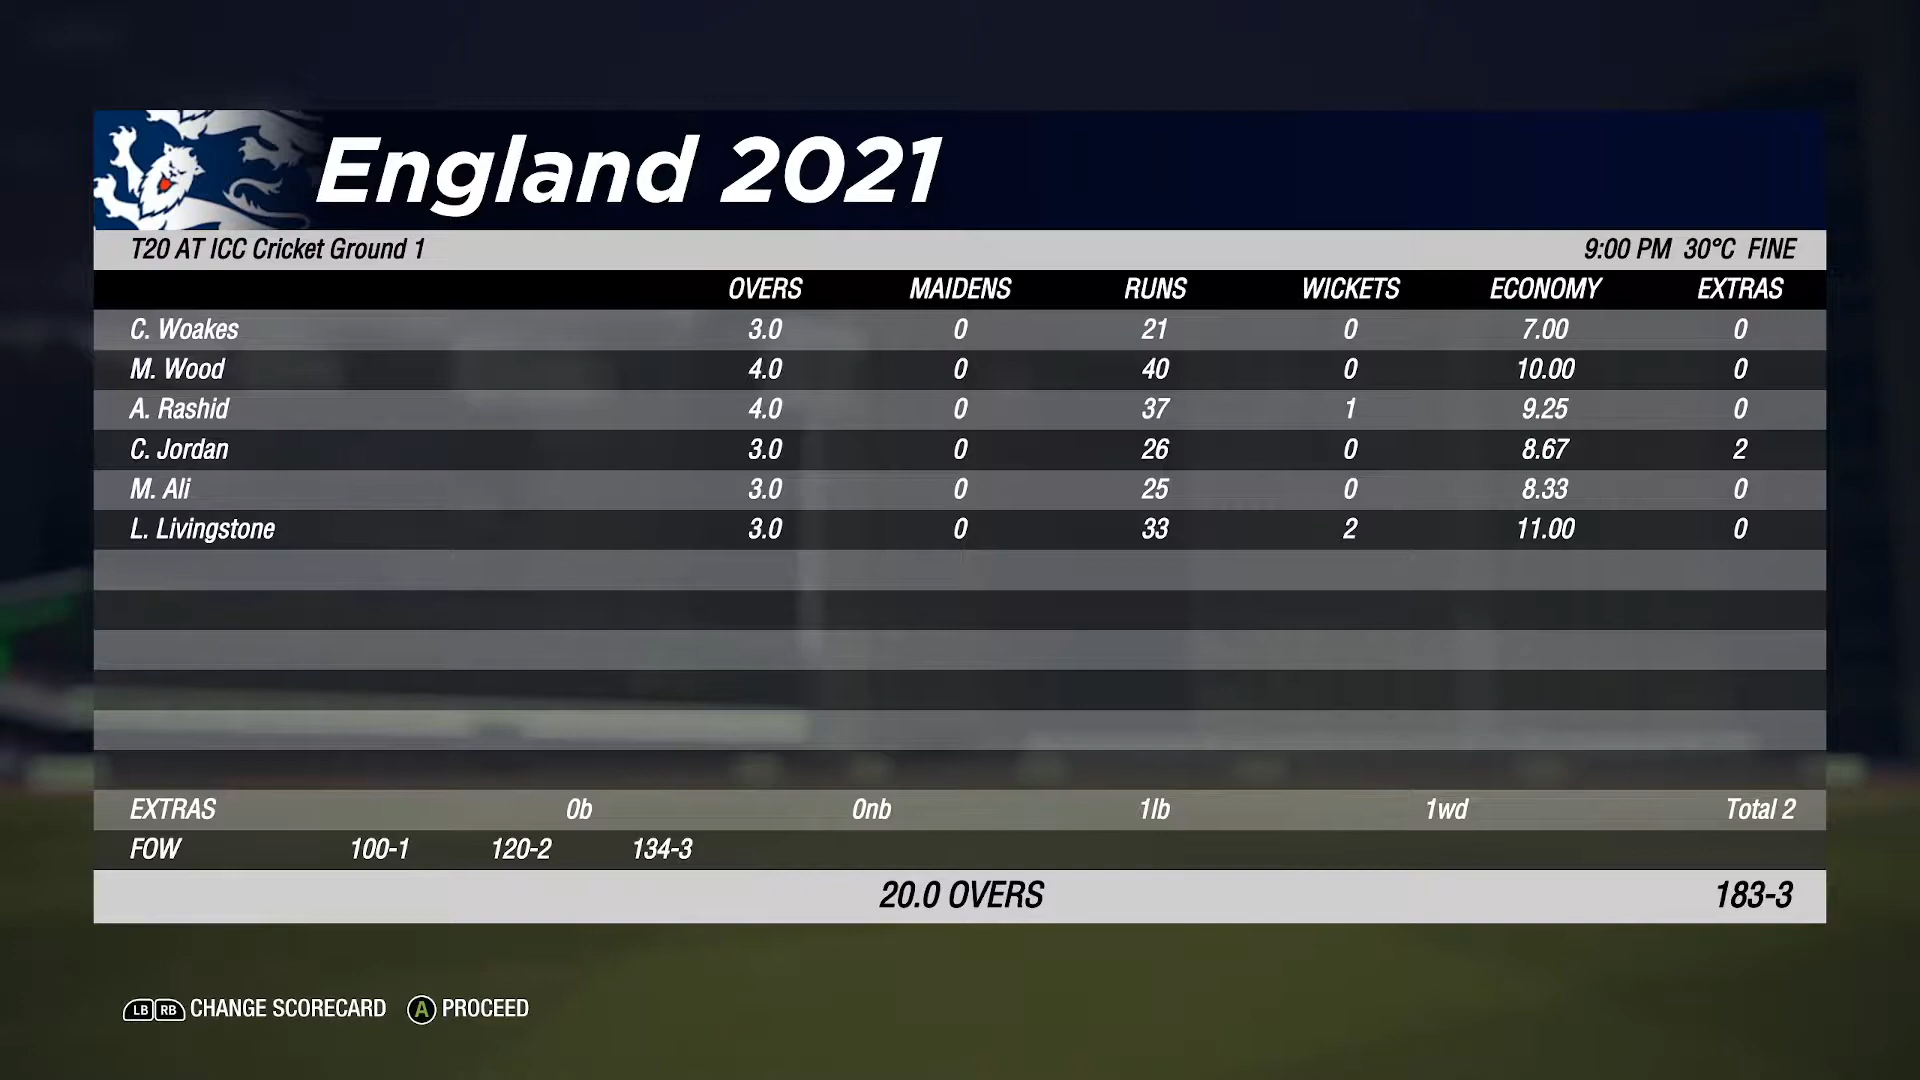 England 2021
T20 AT ICC Cricket Ground 1 9:00 PM 30°C FINE
OVERS MAIDENS RUNS WICKETS ECONOMY EXTRAS
C. Woakes 3.0 0 21 0 7.00 0
M. Wood 4.0 0 40 0 10.00 0
A. Rashid 4.0 0 37 1 9.25 0
C. Jordan 3.0 0 26 0 8.67 2
M. Ali 3.0 0 25 0 8.33 0
L. Livingstone 3.0 0 33 2 11.00 0
EXTRAS 0b 0nb 1lb 1wd Total 2
FOW 100-1 120-2 134-3
20.0 OVERS 183-3
LB RB CHANGE SCORECARD A PROCEED